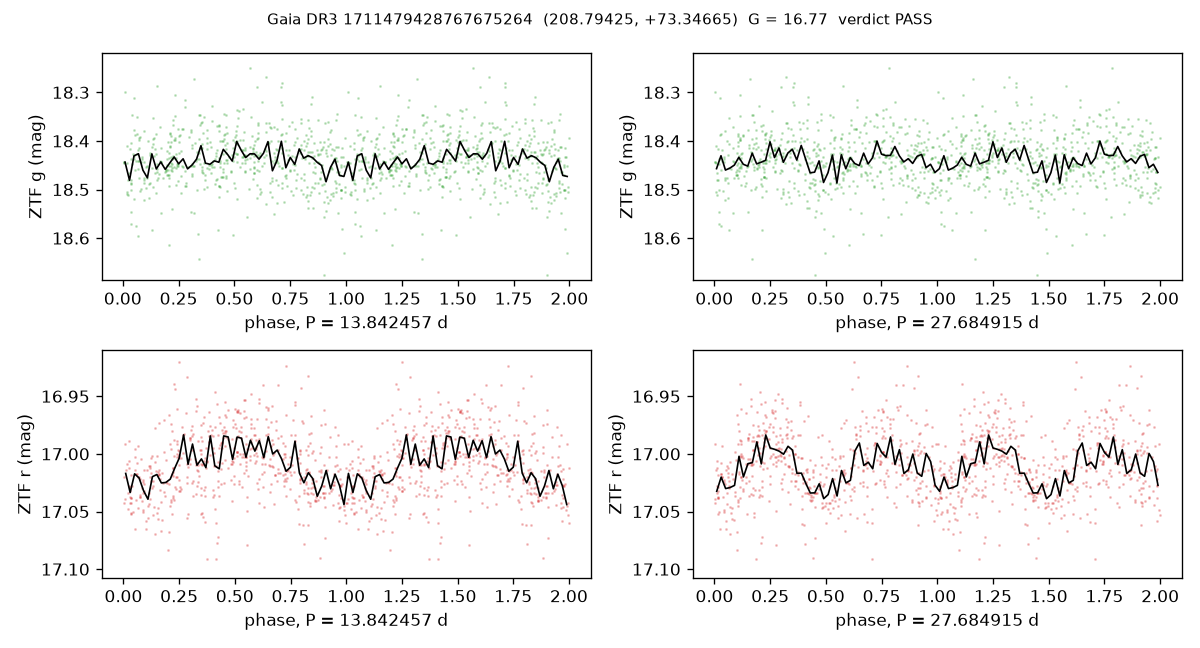 Gaia DR3 1711479428767675264 (208.79425, +73.34665) G = 16.77 verdict PASS
ZTF g (mag)
18.3
18.4
18.5
18.6
0.00 0.25 0.50 0.75 1.00 1.25 1.50 1.75 2.00
phase, P = 13.842457 d
ZTF g (mag)
18.3
18.4
18.5
18.6
0.00 0.25 0.50 0.75 1.00 1.25 1.50 1.75 2.00
phase, P = 27.684915 d
ZTF r (mag)
16.95
17.00
17.05
17.10
0.00 0.25 0.50 0.75 1.00 1.25 1.50 1.75 2.00
phase, P = 13.842457 d
ZTF r (mag)
16.95
17.00
17.05
17.10
0.00 0.25 0.50 0.75 1.00 1.25 1.50 1.75 2.00
phase, P = 27.684915 d